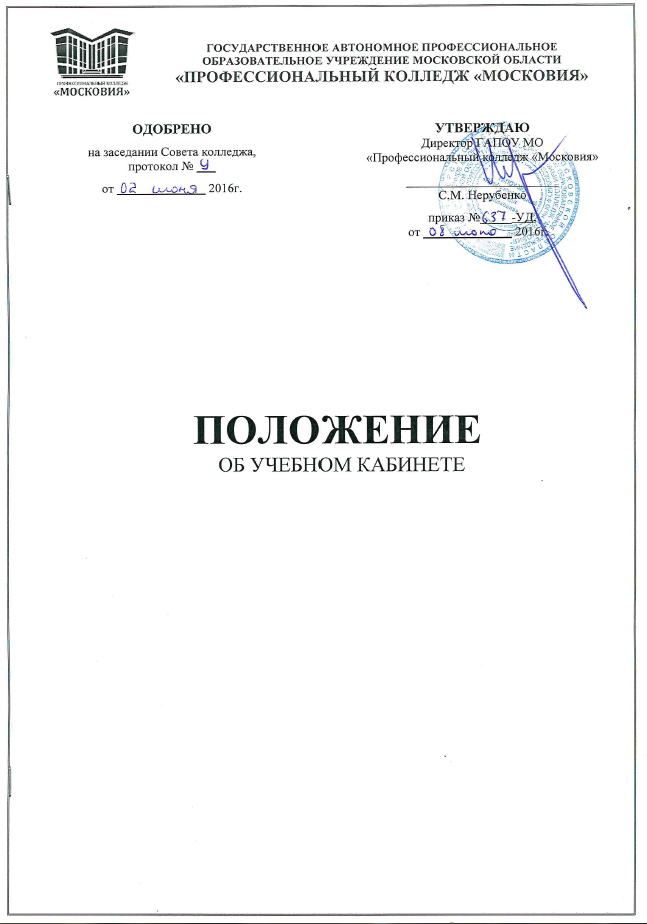 ПРОФЕССИОНАЛЬНЫЙ КОЛЛЕДЖ
«МОСКОВИЯ»
ГОСУДАРСТВЕННОЕ АВТОНОМНОЕ ПРОФЕССИОНАЛЬНОЕ
ОБРАЗОВАТЕЛЬНОЕ УЧРЕЖДЕНИЕ МОСКОВСКОЙ ОБЛАСТИ
«ПРОФЕССИОНАЛЬНЫЙ КОЛЛЕДЖ «МОСКОВИЯ»
ОДОБРЕНО
на заседании Совета колледжа,
протокол № 4
от 02 июня 2016г.
УТВЕРЖДАЮ
Директор ГАПОУ МО
«Профессиональный колледж «Московия»
С.М. Нерубенко
приказ №637-УД
от 08 июня 2016г.
ПОЛОЖЕНИЕ
ОБ УЧЕБНОМ КАБИНЕТЕ